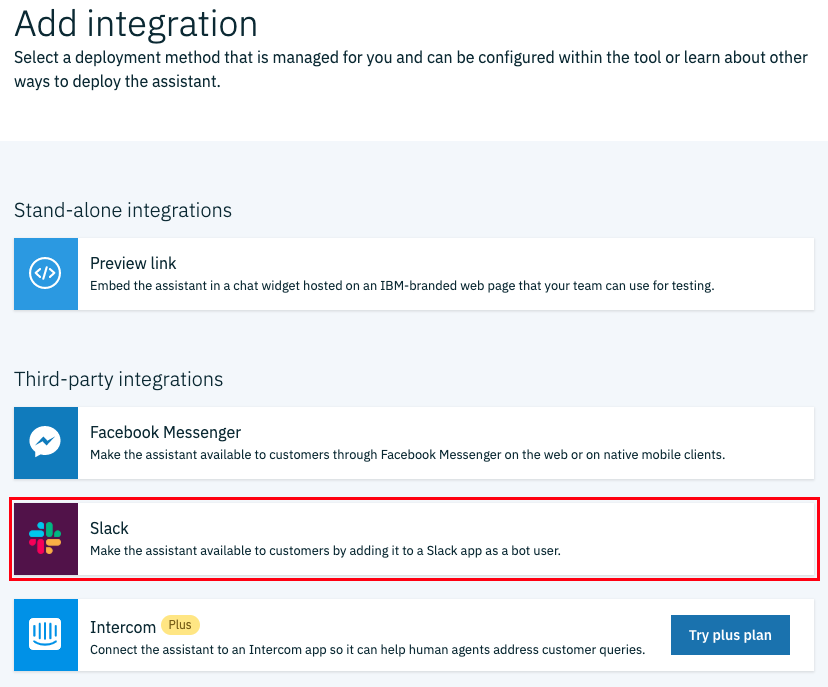 Add integration
Select a deployment method that is managed for you and can be configured within the tool or learn about other
ways to deploy the assistant.
Stand-alone integrations
Preview link
Embed the assistant in a chat widget hosted on an IBM-branded web page that your team can use for testing.
Third-party integrations
Facebook Messenger
Make the assistant available to customers through Facebook Messenger on the web or on native mobile clients.
Slack
Make the assistant available to customers by adding it to a Slack app as a bot user.
Intercom Plus
Connect the assistant to an Intercom app so it can help human agents address customer queries.
Try plus plan